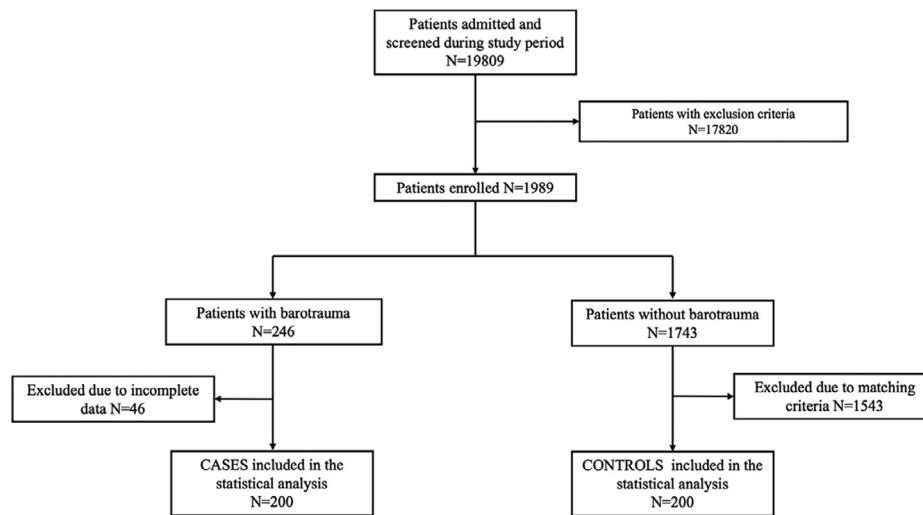 Patients admitted and
screened during study period
N=19809
Patients with exclusion criteria
N=17820
Patients enrolled N=1989
Patients with barotrauma
N=246
Patients without barotrauma
N=1743
Excluded due to incomplete
data N=46
Excluded due to matching
criteria N=1543
CASES included in the
statistical analysis
N=200
CONTROLS included in the
statistical analysis
N=200